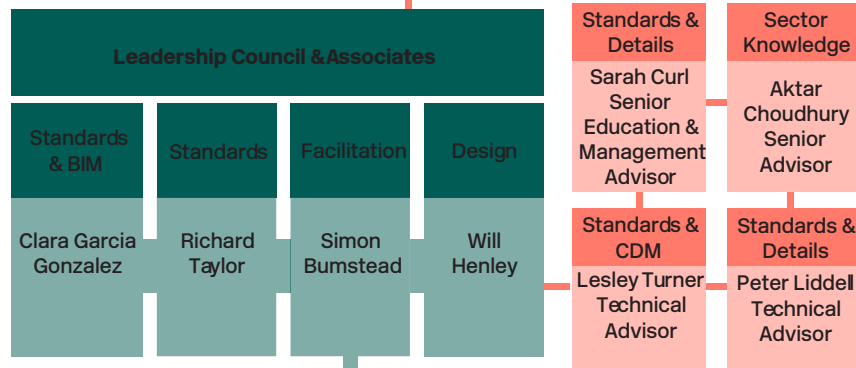 Leadership Council & Associates
Standards
& BIM
Standards
Facilitation
Design
Clara Garcia
Gonzalez
Richard
Taylor
Simon
Bumstead
Will
Henley
Standards &
Details
Sarah Curl
Senior
Education &
Management
Advisor
Sector
Knowledge
Aktar
Choudhury
Senior
Advisor
Standards &
CDM
Lesley Turner
Technical
Advisor
Standards &
Details
Peter Liddell
Technical
Advisor